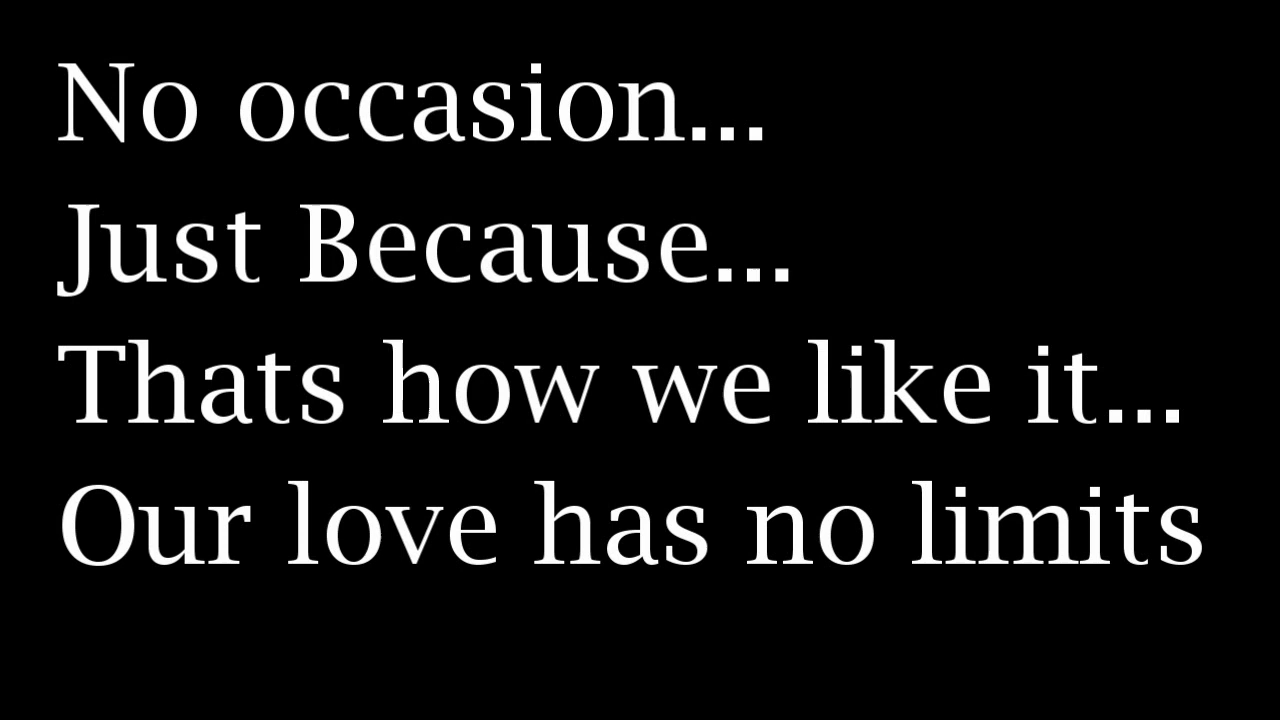 No occasion...
Just Because...
Thats how we like it...
Our love has no limits